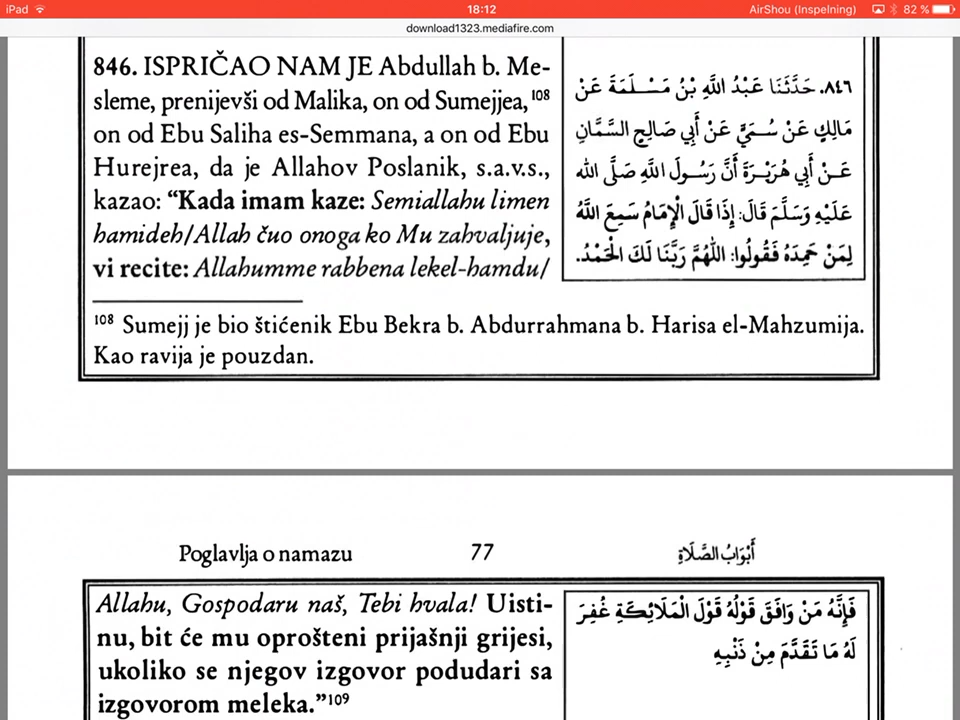 iPad 18:12 AirShou (Inspelning) 82 %
download1323.mediafire.com
846. ISPRIČAO NAM JE Abdullah b. Me-
sleme, prenijevši od Malika, on od Sumejjea,¹⁰⁸
on od Ebu Saliha es-Semmana, a on od Ebu
Hurejrea, da je Allahov Poslanik, s.a.v.s.,
kazao: “Kada imam kaze: Semiallahu limen
hamideh/Allah čuo onoga ko Mu zahvaljuje,
vi recite: Allahumme rabbena lekel-hamdu/
٨٤٦. حَدَّثَنَا عَبْدُ اللَّهِ بْنُ مَسْلَمَةَ عَنْ
مَالِكٍ عَنْ سُمَيٍّ عَنْ أَبِي صَالِحٍ السَّمَّانِ
عَنْ أَبِي هُرَيْرَةَ أَنَّ رَسُولَ اللَّهِ صَلَّى الله
عَلَيْهِ وَسَلَّمَ قَالَ: إِذَا قَالَ الْإِمَامُ سَمِعَ اللَّهُ
لِمَنْ حَمِدَهُ فَقُولُوا: اللَّهُمَّ رَبَّنَا لَكَ الْحَمْدُ.
¹⁰⁸ Sumejj je bio štićenik Ebu Bekra b. Abdurrahmana b. Harisa el-Mahzumija.
Kao ravija je pouzdan.
Poglavlja o namazu 77 أَبْوَابُ الصَّلَاةِ
Allahu, Gospodaru naš, Tebi hvala! Uisti-
nu, bit će mu oprošteni prijašnji grijesi,
ukoliko se njegov izgovor podudari sa
izgovorom meleka.”¹⁰⁹
فَإِنَّهُ مَنْ وَافَقَ قَوْلُهُ قَوْلَ الْمَلَائِكَةِ غُفِرَ
لَهُ مَا تَقَدَّمَ مِنْ ذَنْبِهِ